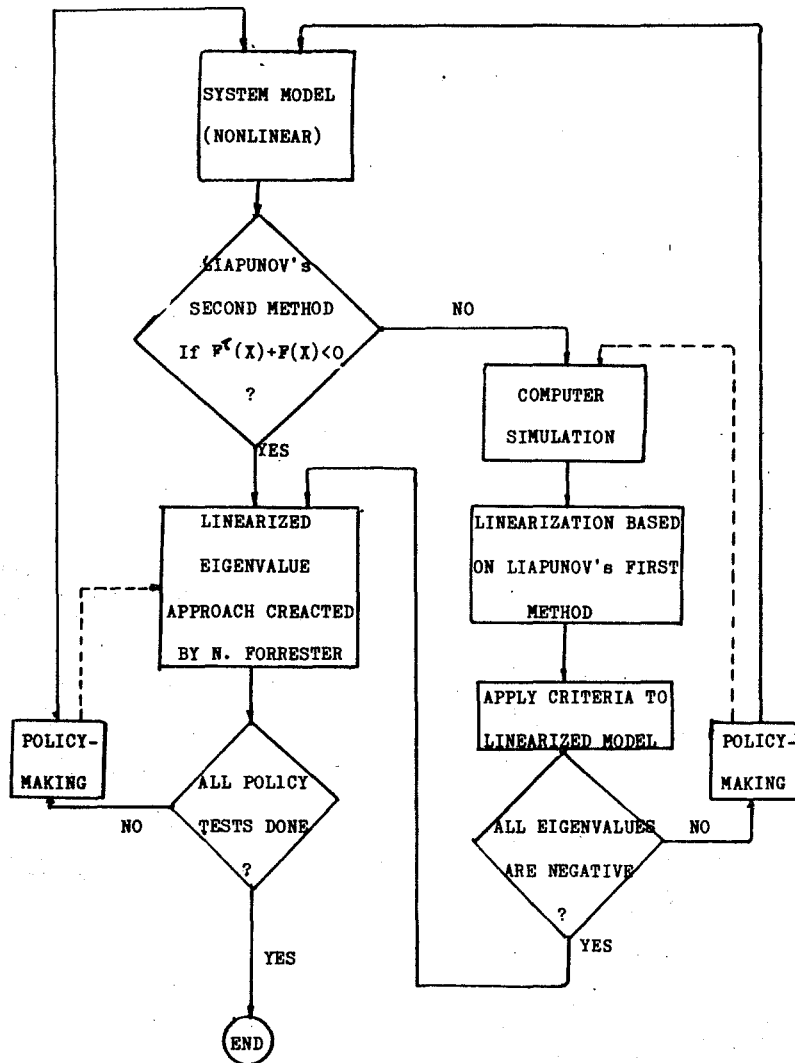 SYSTEM MODEL
(NONLINEAR)
LIAPUNOV's
SECOND METHOD
If Fᵀ(X)+F(X)<0
?
NO
YES
COMPUTER
SIMULATION
LINEARIZED
EIGENVALUE
APPROACH CREACTED
BY N. FORRESTER
LINEARIZATION BASED
ON LIAPUNOV's FIRST
METHOD
APPLY CRITERIA TO
LINEARIZED MODEL
POLICY-
MAKING
ALL POLICY
TESTS DONE
?
NO
YES
END
ALL EIGENVALUES
ARE NEGATIVE
?
NO
YES
POLICY-
MAKING